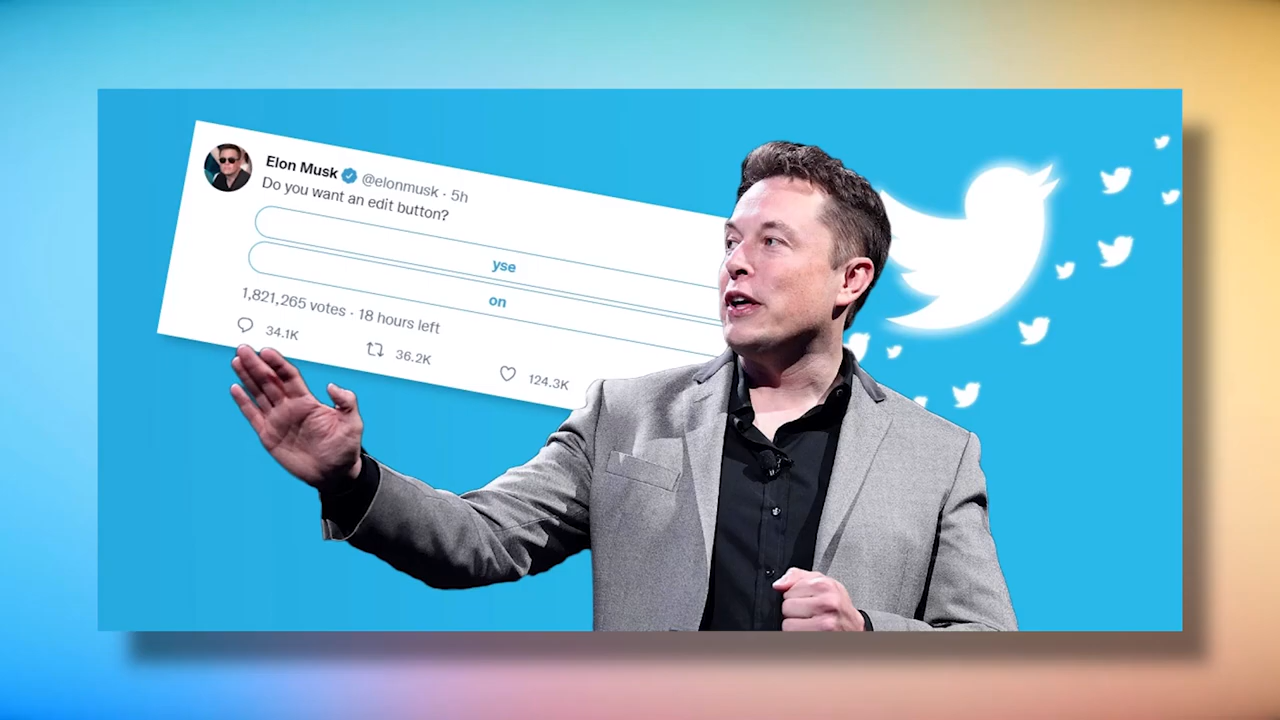 Elon Musk @elonmusk · 5h
Do you want an edit button?
yse
on
1,821,265 votes · 18 hours left
34.1K 36.2K 124.3K